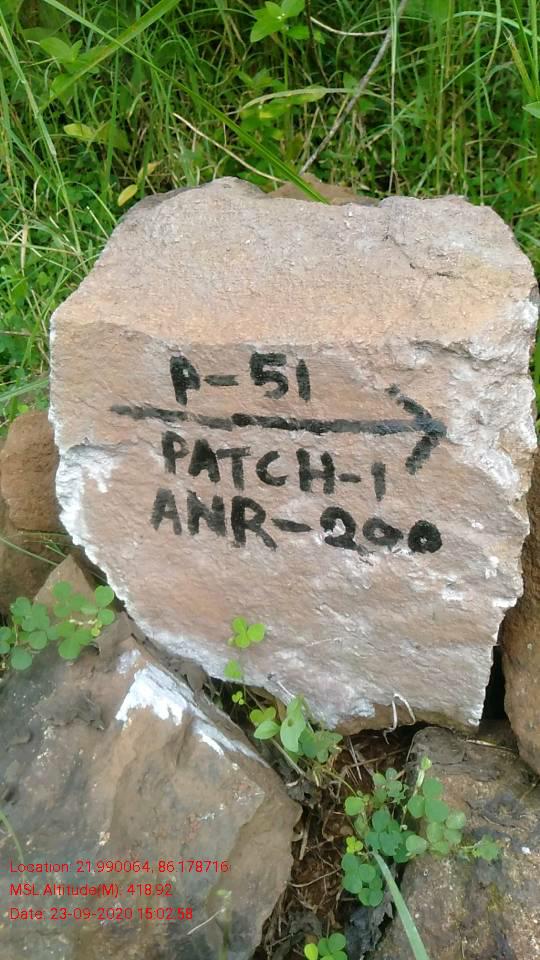 P-51
PATCH-1
ANR-200
Location: 21.990064, 86.178716
MSL Altitude(M): 418.92
Date: 23-09-2020 15:02:58